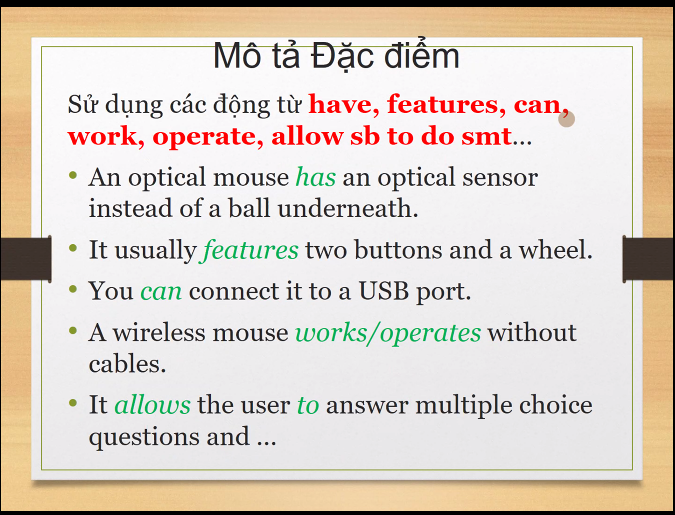 Mô tả Đặc điểm
Sử dụng các động từ have, features, can,
work, operate, allow sb to do smt...
• An optical mouse has an optical sensor
instead of a ball underneath.
• It usually features two buttons and a wheel.
• You can connect it to a USB port.
• A wireless mouse works/operates without
cables.
• It allows the user to answer multiple choice
questions and ...